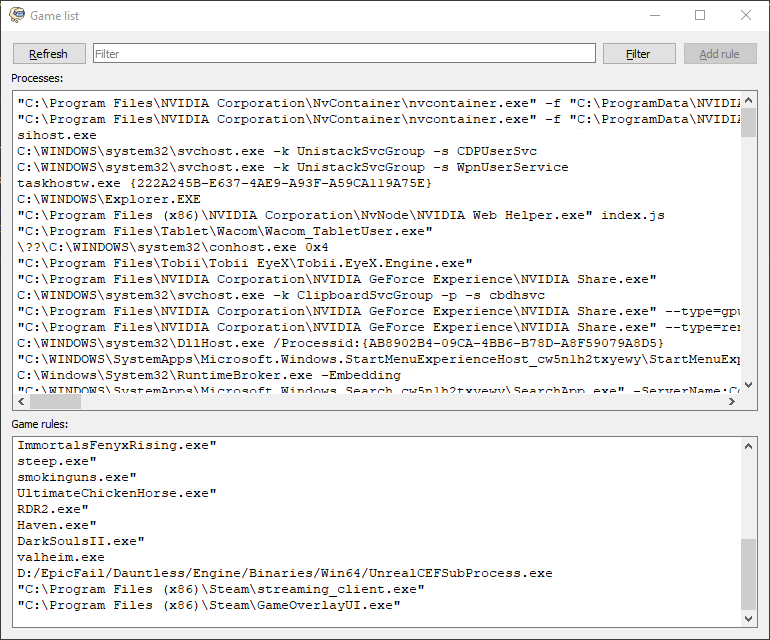 Game list
Refresh
Filter
Filter
Add rule
Processes:
"C:\Program Files\NVIDIA Corporation\NvContainer\nvcontainer.exe" -f "C:\ProgramData\NVIDIA
"C:\Program Files\NVIDIA Corporation\NvContainer\nvcontainer.exe" -f "C:\ProgramData\NVIDIA
sihost.exe
C:\WINDOWS\system32\svchost.exe -k UnistackSvcGroup -s CDPUserSvc
C:\WINDOWS\system32\svchost.exe -k UnistackSvcGroup -s WpnUserService
taskhostw.exe {222A245B-E637-4AE9-A93F-A59CA119A75E}
C:\WINDOWS\Explorer.EXE
"C:\Program Files (x86)\NVIDIA Corporation\NvNode\NVIDIA Web Helper.exe" index.js
"C:\Program Files\Tablet\Wacom\Wacom_TabletUser.exe"
\??\C:\WINDOWS\system32\conhost.exe 0x4
"C:\Program Files\Tobii\Tobii EyeX\Tobii.EyeX.Engine.exe"
"C:\Program Files\NVIDIA Corporation\NVIDIA GeForce Experience\NVIDIA Share.exe"
C:\WINDOWS\system32\svchost.exe -k ClipboardSvcGroup -p -s cbdhsvc
"C:\Program Files\NVIDIA Corporation\NVIDIA GeForce Experience\NVIDIA Share.exe" --type=gpu
"C:\Program Files\NVIDIA Corporation\NVIDIA GeForce Experience\NVIDIA Share.exe" --type=ren
C:\WINDOWS\system32\DllHost.exe /Processid:{AB8902B4-09CA-4BB6-B78D-A8F59079A8D5}
"C:\WINDOWS\SystemApps\Microsoft.Windows.StartMenuExperienceHost_cw5n1h2txyewy\StartMenuExp
C:\Windows\System32\RuntimeBroker.exe -Embedding
"C:\WINDOWS\SystemApps\Microsoft.Windows.Search_cw5n1h2txyewy\SearchApp.exe" -ServerName:Co
Game rules:
ImmortalsFenyxRising.exe"
steep.exe"
smokinguns.exe"
UltimateChickenHorse.exe"
RDR2.exe"
Haven.exe"
DarkSoulsII.exe"
valheim.exe
D:/EpicFail/Dauntless/Engine/Binaries/Win64/UnrealCEFSubProcess.exe
"C:\Program Files (x86)\Steam\streaming_client.exe"
"C:\Program Files (x86)\Steam\GameOverlayUI.exe"